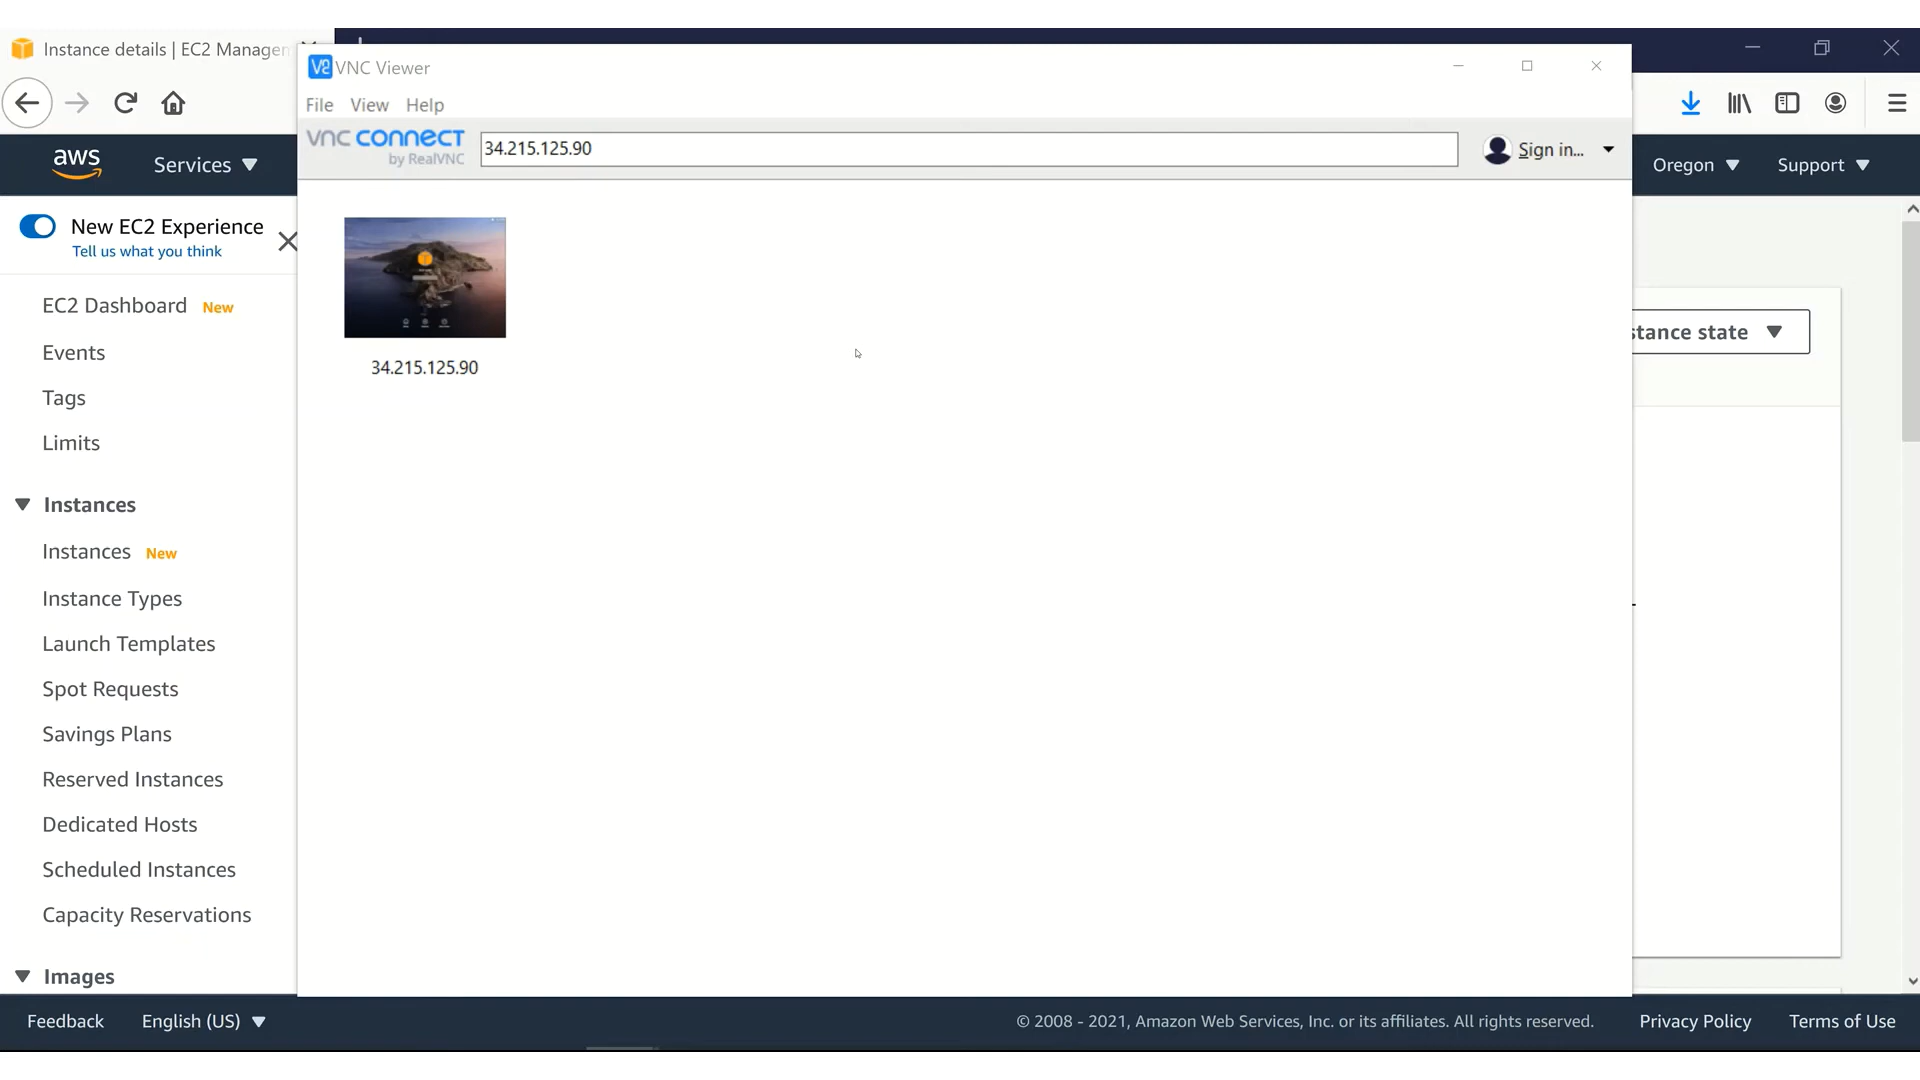 Instance details | EC2 Managen
VNC Viewer
File View Help
vnc connect
by RealVNC
34.215.125.90
Sign in...
aws
Services
Oregon
Support
New EC2 Experience
Tell us what you think
34.215.125.90
stance state
EC2 Dashboard New
Events
Tags
Limits
Instances
Instances New
Instance Types
Launch Templates
Spot Requests
Savings Plans
Reserved Instances
Dedicated Hosts
Scheduled Instances
Capacity Reservations
Images
Feedback
English (US)
© 2008 - 2021, Amazon Web Services, Inc. or its affiliates. All rights reserved.
Privacy Policy
Terms of Use